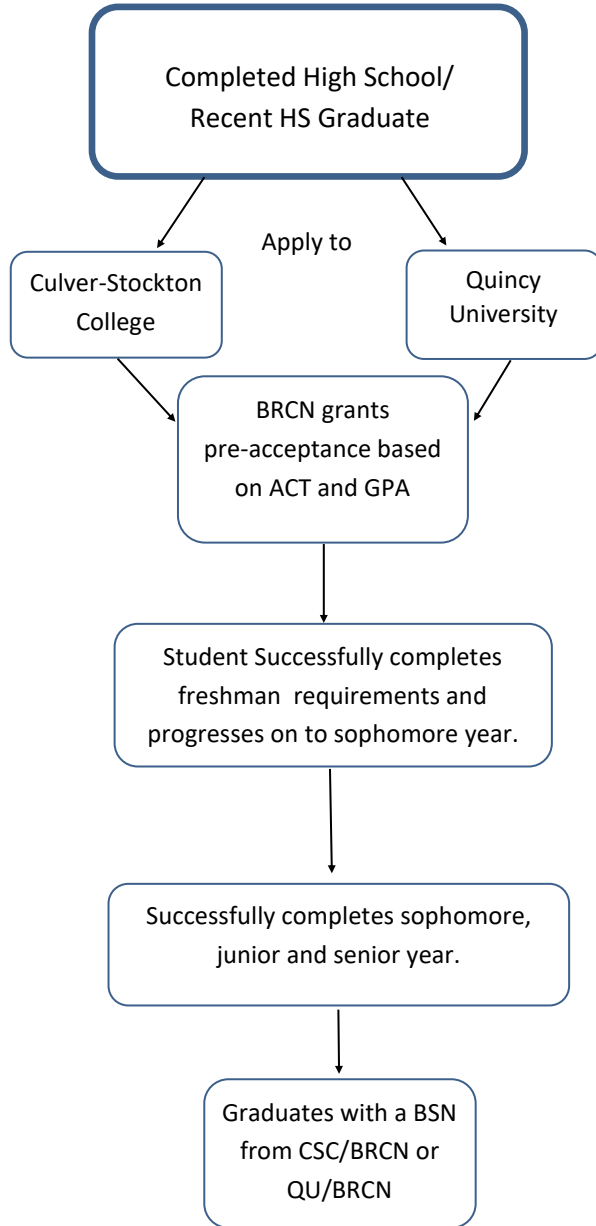 Completed High School/
Recent HS Graduate
Apply to
Culver-Stockton
College
Quincy
University
BRCN grants
pre-acceptance based
on ACT and GPA
Student Successfully completes
freshman requirements and
progresses on to sophomore year.
Successfully completes sophomore,
junior and senior year.
Graduates with a BSN
from CSC/BRCN or
QU/BRCN